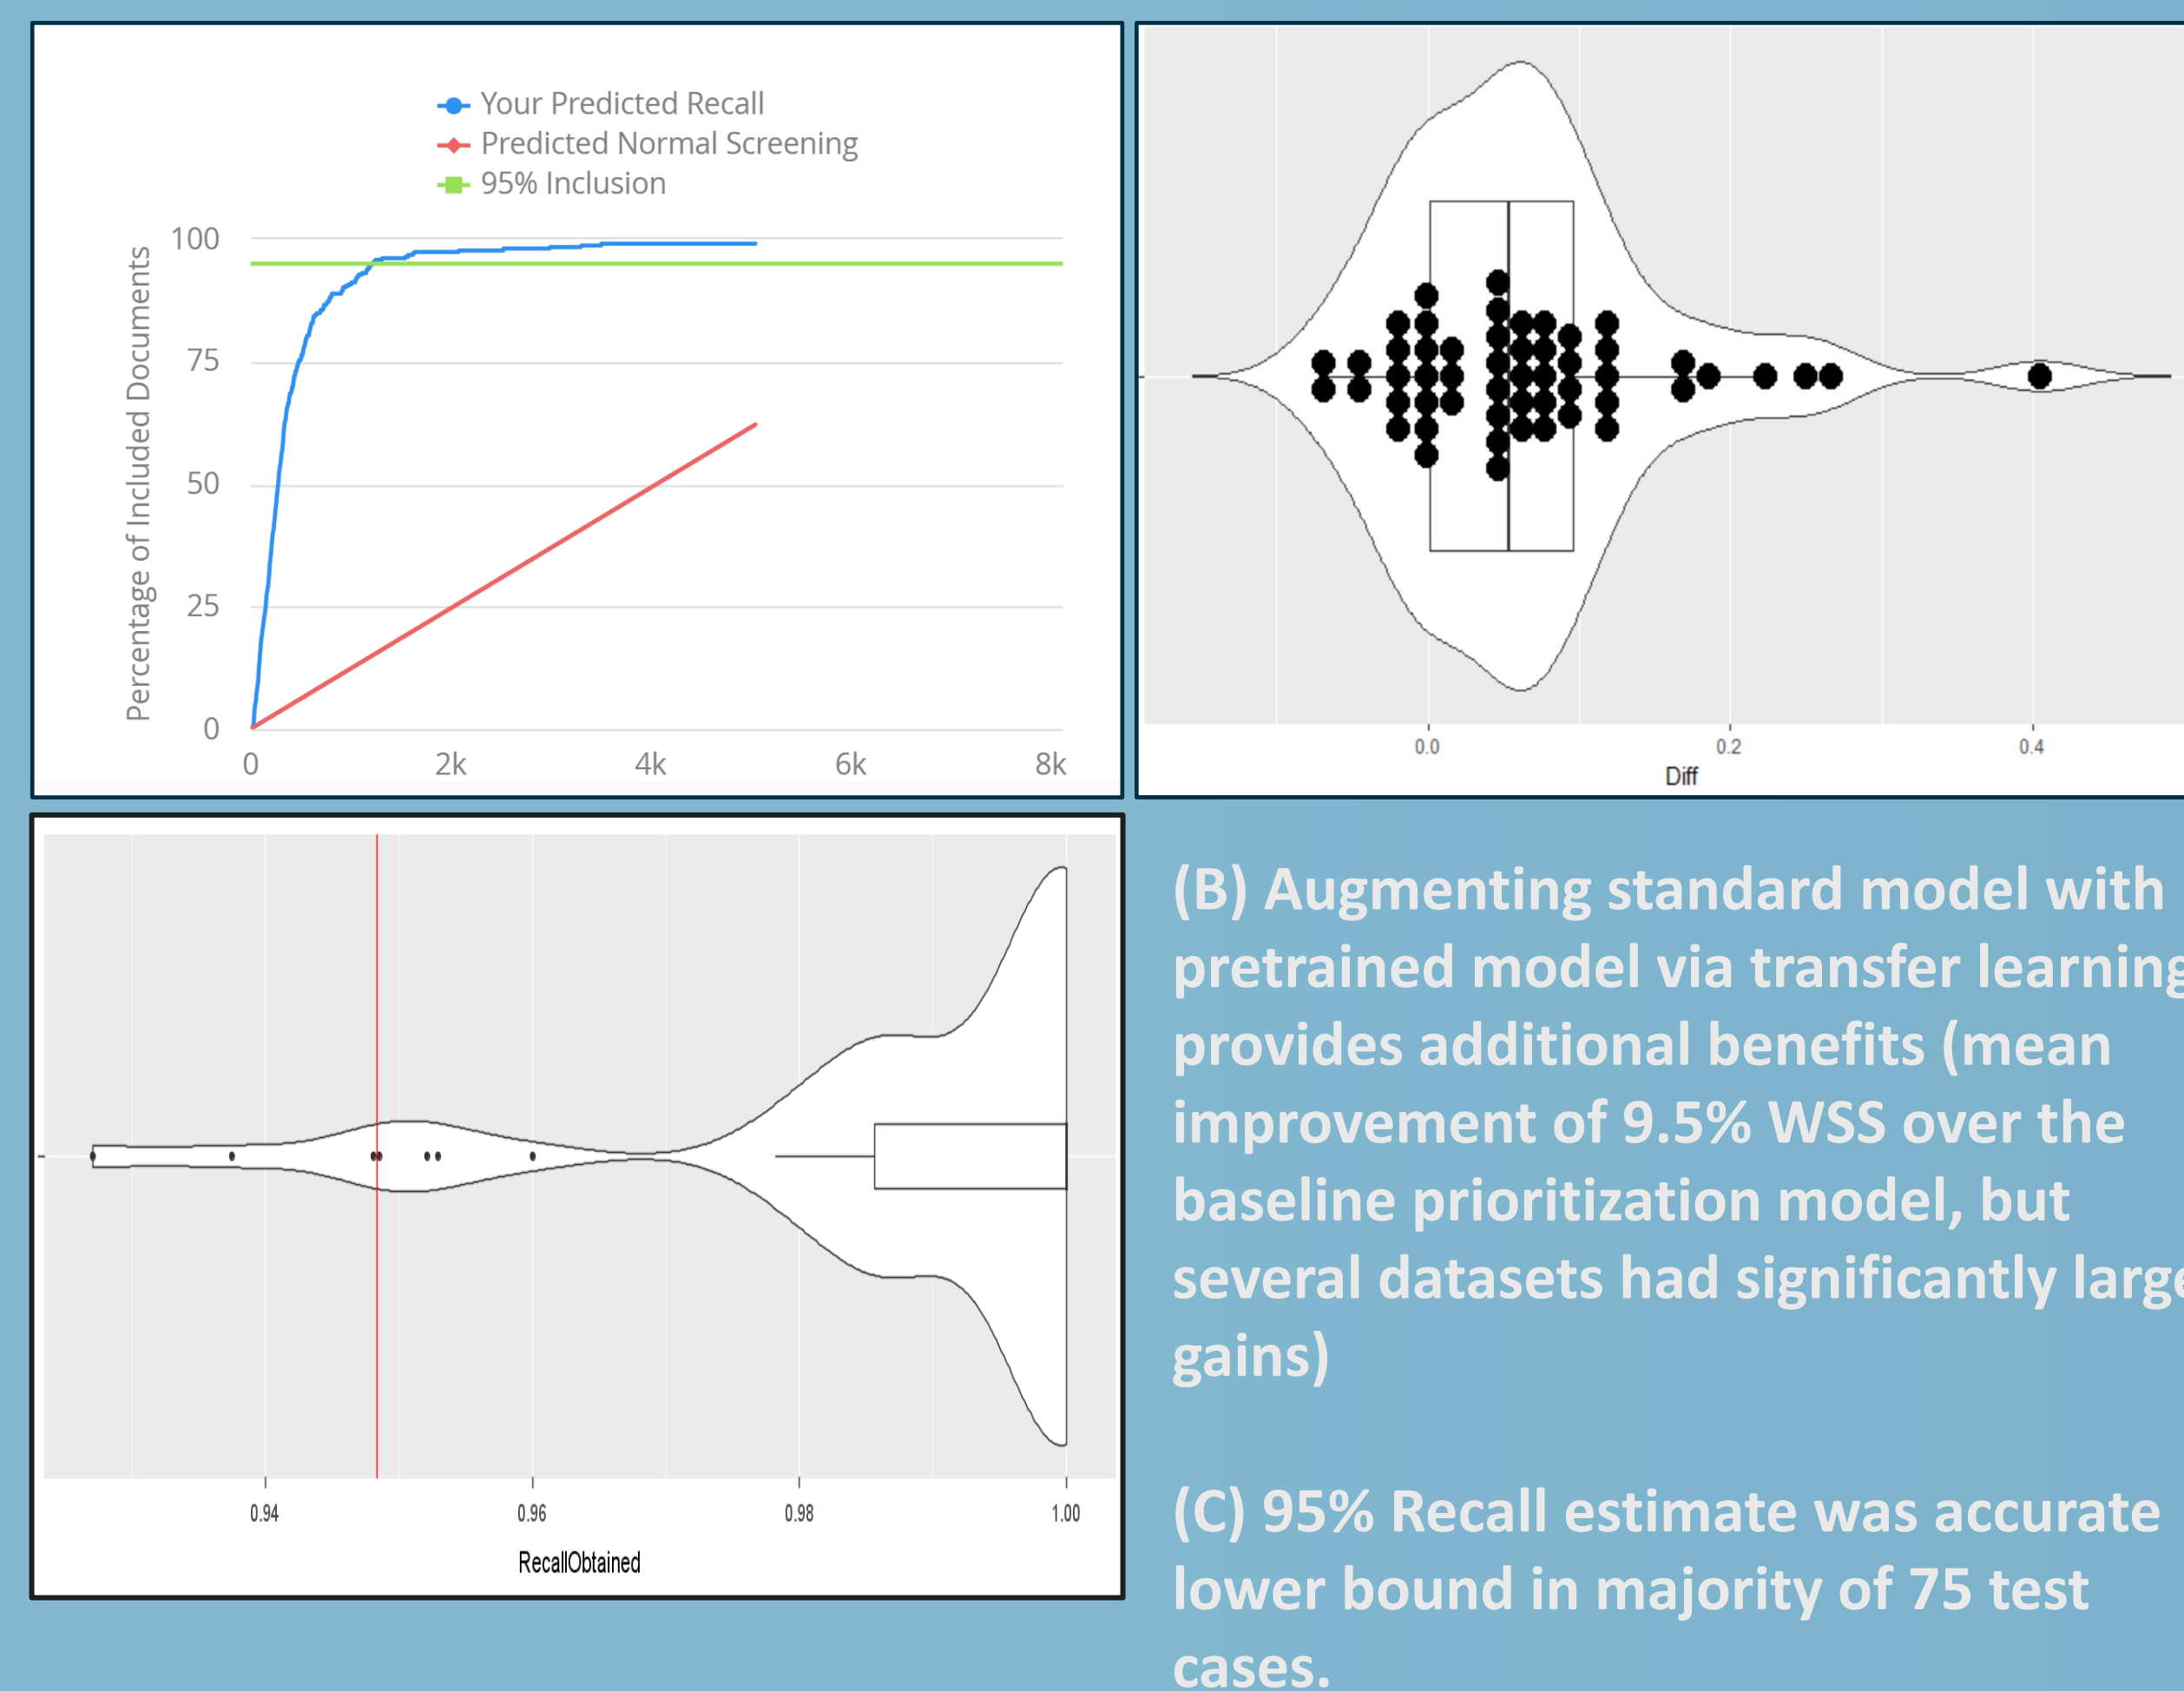 Your Predicted Recall
Predicted Normal Screening
95% Inclusion
Percentage of Included Documents
100
75
50
25
0
0 2k 4k 6k 8k
0.0 0.2 0.4
Diff
0.94 0.96 0.98 1.00
RecallObtained
(B) Augmenting standard model with
pretrained model via transfer learning
provides additional benefits (mean
improvement of 9.5% WSS over the
baseline prioritization model, but
several datasets had significantly large
gains)
(C) 95% Recall estimate was accurate
lower bound in majority of 75 test
cases.